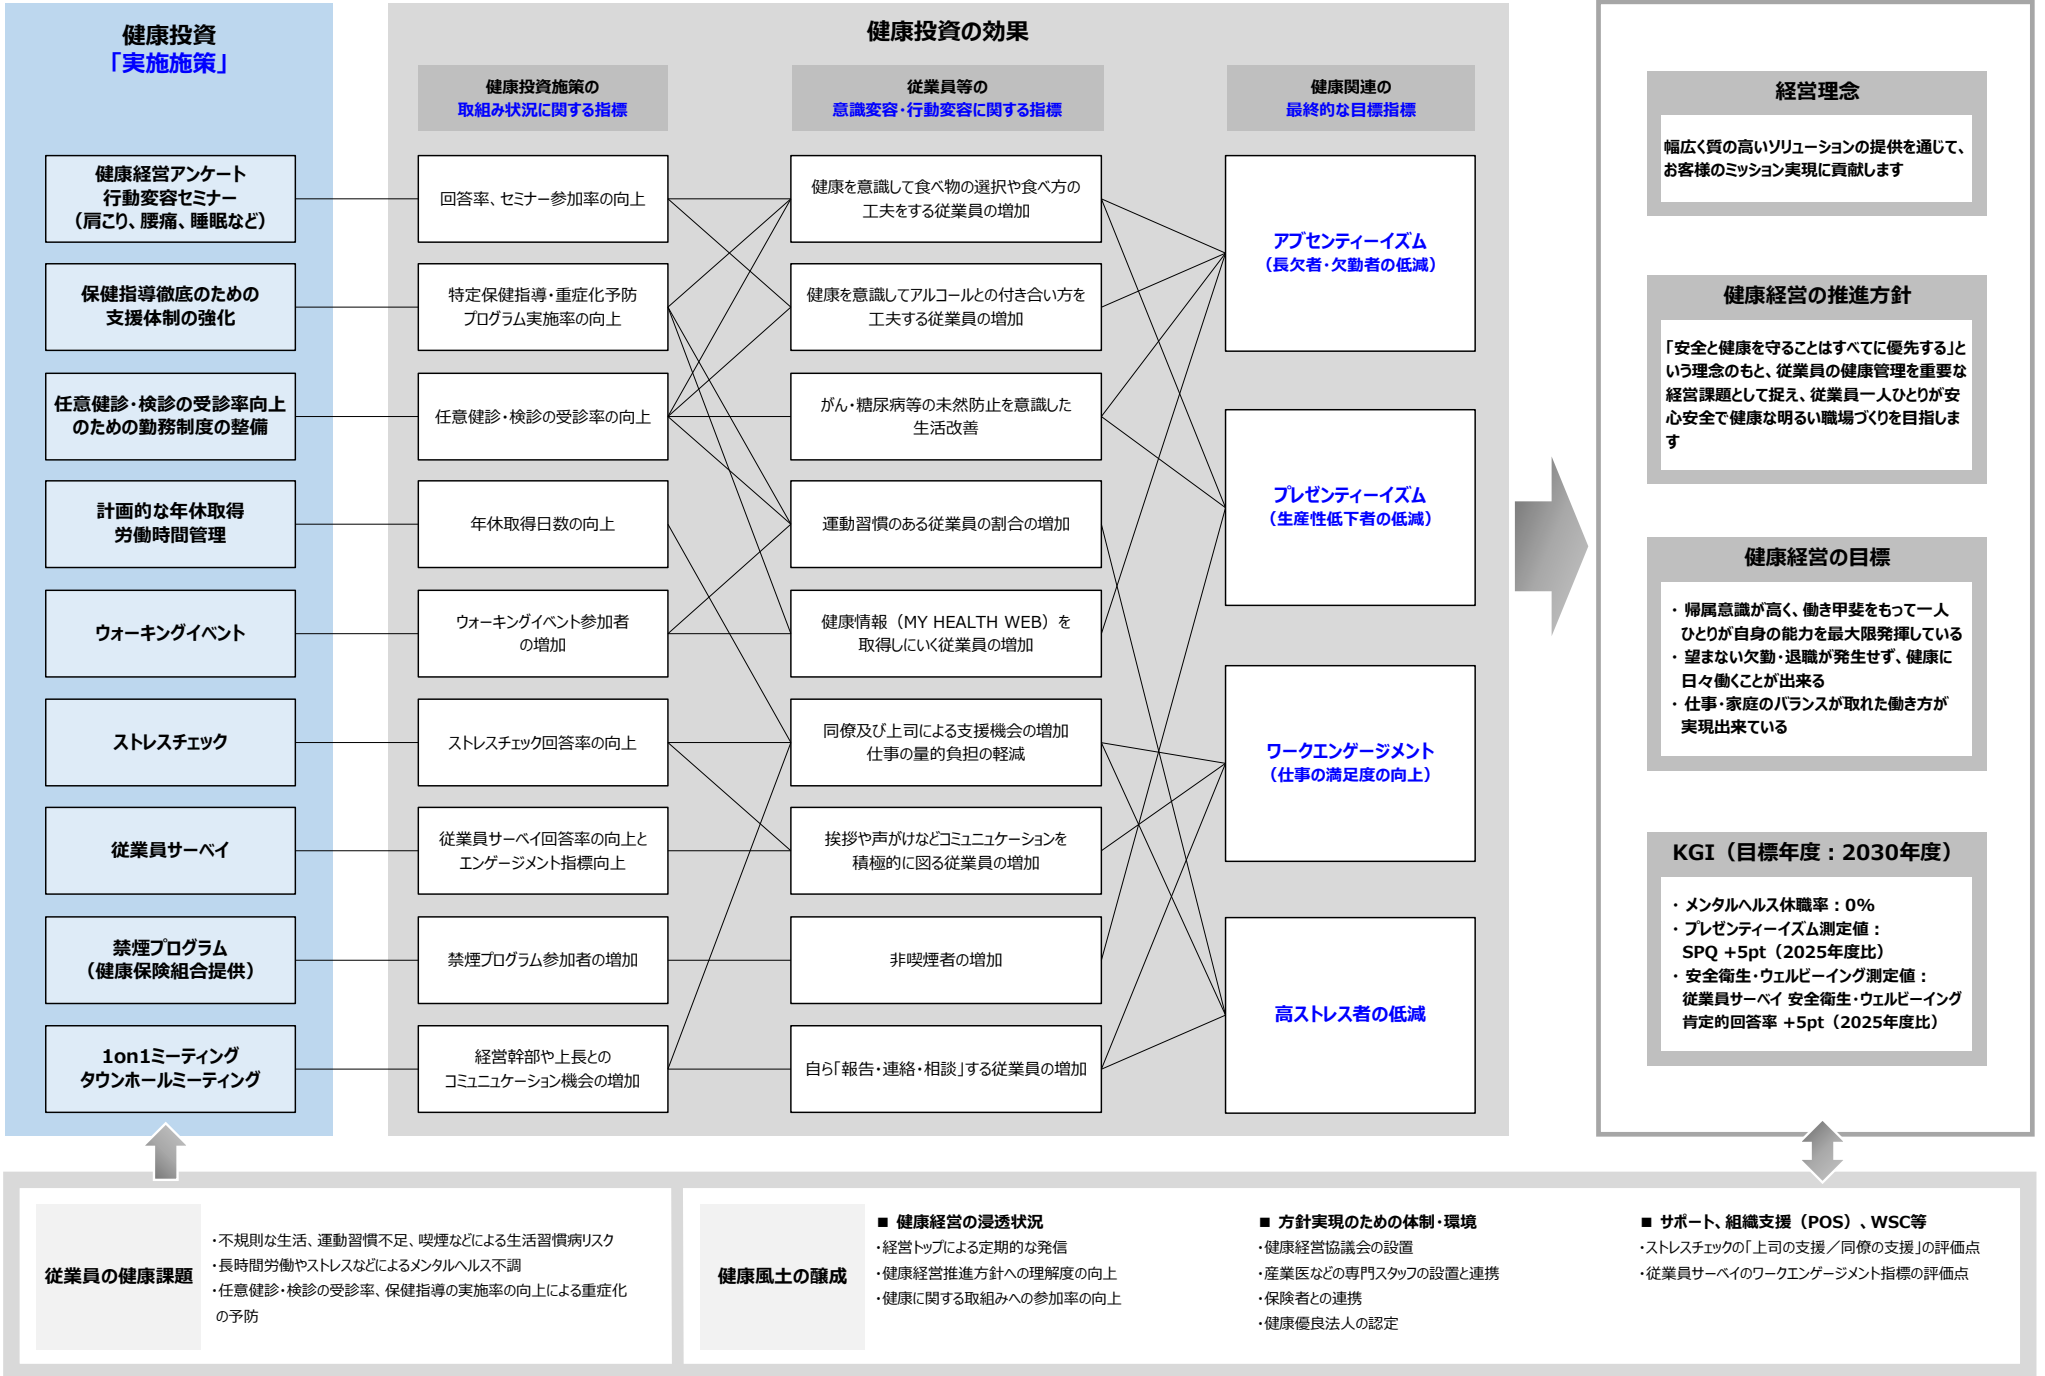 健康投資
「実施施策」
健康経営アンケート
行動変容セミナー
（肩こり、腰痛、睡眠など）
保健指導徹底のための
支援体制の強化
任意健診・検診の受診率向上
のための勤務制度の整備
計画的な年休取得
労働時間管理
ウォーキングイベント
ストレスチェック
従業員サーベイ
禁煙プログラム
（健康保険組合提供）
1on1ミーティング
タウンホールミーティング
健康投資の効果
健康投資施策の
取組み状況に関する指標
回答率、セミナー参加率の向上
特定保健指導・重症化予防
プログラム実施率の向上
任意健診・検診の受診率の向上
年休取得日数の向上
ウォーキングイベント参加者
の増加
ストレスチェック回答率の向上
従業員サーベイ回答率の向上と
エンゲージメント指標向上
禁煙プログラム参加者の増加
経営幹部や上長との
コミュニュケーション機会の増加
従業員等の
意識変容・行動変容に関する指標
健康を意識して食べ物の選択や食べ方の
工夫をする従業員の増加
健康を意識してアルコールとの付き合い方を
工夫する従業員の増加
がん・糖尿病等の未然防止を意識した
生活改善
運動習慣のある従業員の割合の増加
健康情報（MY HEALTH WEB）を
取得しにいく従業員の増加
同僚及び上司による支援機会の増加
仕事の量的負担の軽減
挨拶や声がけなどコミュニュケーションを
積極的に図る従業員の増加
非喫煙者の増加
自ら「報告・連絡・相談」する従業員の増加
健康関連の
最終的な目標指標
アブセンティーイズム
（長欠者・欠勤者の低減）
プレゼンティーイズム
（生産性低下者の低減）
ワークエンゲージメント
（仕事の満足度の向上）
高ストレス者の低減
経営理念
幅広く質の高いソリューションの提供を通じて、
お客様のミッション実現に貢献します
健康経営の推進方針
「安全と健康を守ることはすべてに優先する」と
いう理念のもと、従業員の健康管理を重要な
経営課題として捉え、従業員一人ひとりが安
心安全で健康な明るい職場づくりを目指しま
す
健康経営の目標
・ 帰属意識が高く、働き甲斐をもって一人
ひとりが自身の能力を最大限発揮している
・ 望まない欠勤・退職が発生せず、健康に
日々働くことが出来る
・ 仕事・家庭のバランスが取れた働き方が
実現出来ている
KGI（目標年度：2030年度）
・ メンタルヘルス休職率：0%
・ プレゼンティーイズム測定値：
SPQ +5pt（2025年度比）
・ 安全衛生・ウェルビーイング測定値：
従業員サーベイ 安全衛生・ウェルビーイング
肯定的回答率 +5pt（2025年度比）
従業員の健康課題
・不規則な生活、運動習慣不足、喫煙などによる生活習慣病リスク
・長時間労働やストレスなどによるメンタルヘルス不調
・任意健診・検診の受診率、保健指導の実施率の向上による重症化
の予防
健康風土の醸成
■ 健康経営の浸透状況
・経営トップによる定期的な発信
・健康経営推進方針への理解度の向上
・健康に関する取組みへの参加率の向上
■ 方針実現のための体制・環境
・健康経営協議会の設置
・産業医などの専門スタッフの設置と連携
・保険者との連携
・健康優良法人の認定
■ サポート、組織支援（POS）、WSC等
・ストレスチェックの「上司の支援／同僚の支援」の評価点
・従業員サーベイのワークエンゲージメント指標の評価点